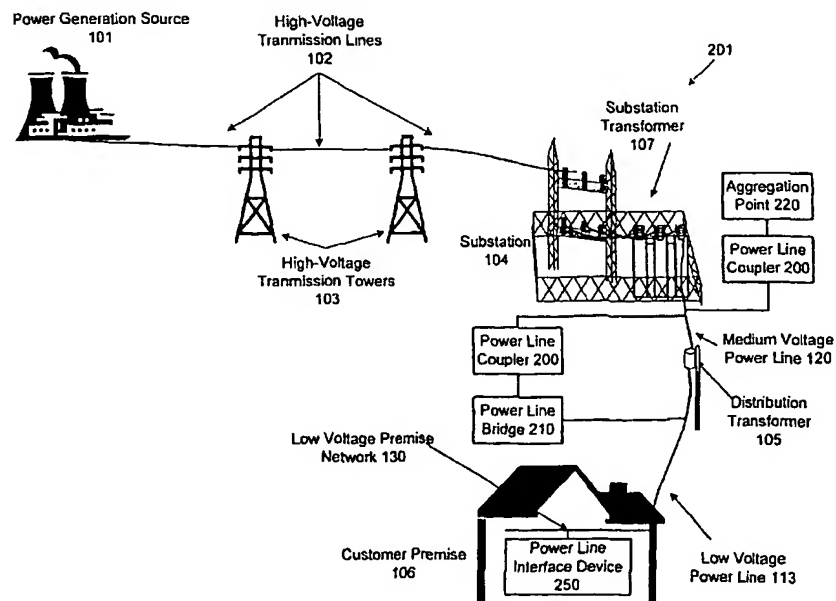 Power Generation Source
101
High-Voltage
Tranmission Lines
102
201
Substation
Transformer
107
Aggregation
Point 220
Power Line
Coupler 200
Substation
104
High-Voltage
Tranmission Towers
103
Power Line
Coupler 200
Medium Voltage
Power Line 120
Power Line
Bridge 210
Distribution
Transformer
105
Low Voltage Premise
Network 130
Customer Premise
106
Power Line
Interface Device
250
Low Voltage
Power Line 113